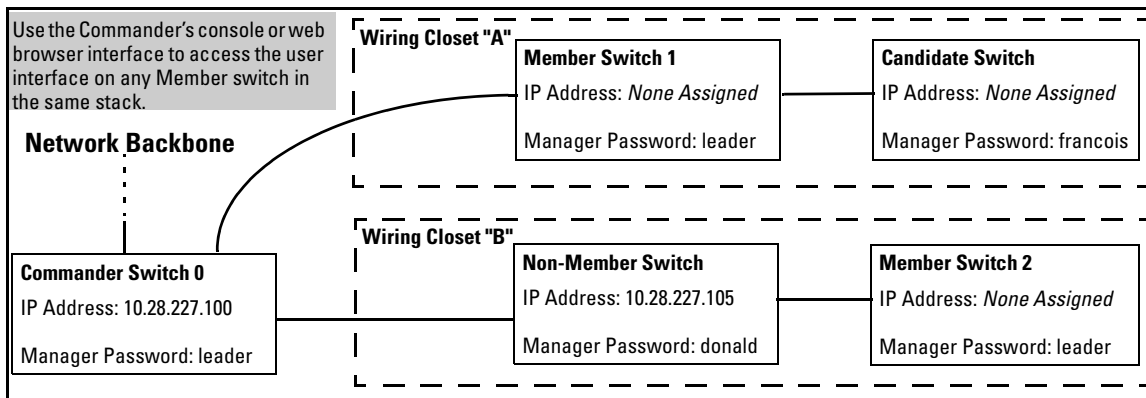 Use the Commander's console or web
browser interface to access the user
interface on any Member switch in
the same stack.
Network Backbone
Wiring Closet "A"
Member Switch 1
IP Address: None Assigned
Manager Password: leader
Candidate Switch
IP Address: None Assigned
Manager Password: francois
Commander Switch 0
IP Address: 10.28.227.100
Manager Password: leader
Wiring Closet "B"
Non-Member Switch
IP Address: 10.28.227.105
Manager Password: donald
Member Switch 2
IP Address: None Assigned
Manager Password: leader